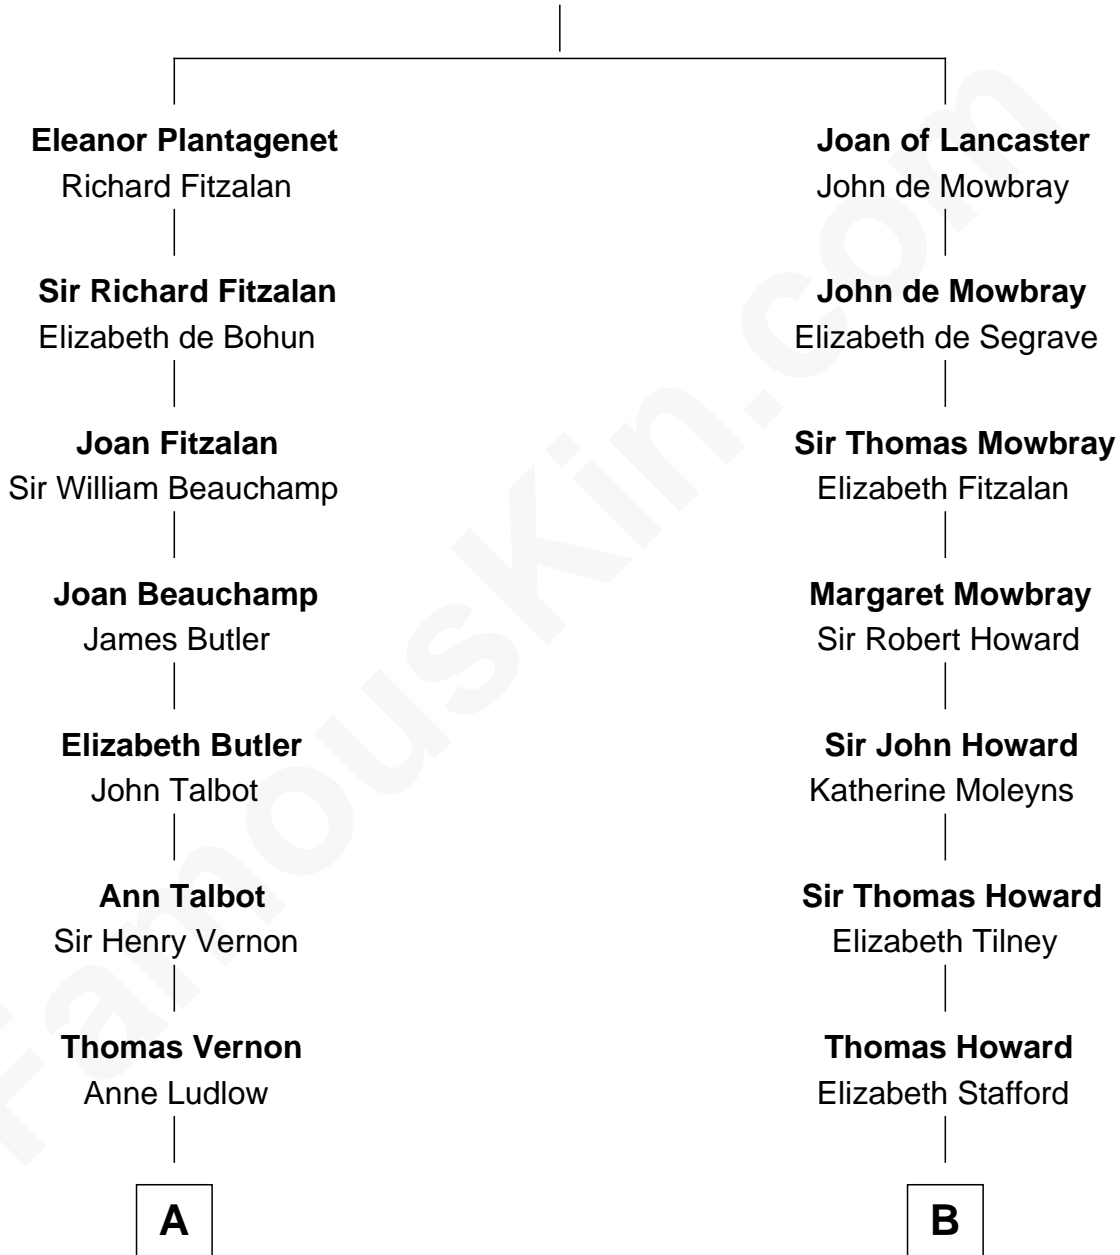 Eleanor Plantagenet
Richard Fitzalan
Sir Richard Fitzalan
Elizabeth de Bohun
Joan Fitzalan
Sir William Beauchamp
Joan Beauchamp
James Butler
Elizabeth Butler
John Talbot
Ann Talbot
Sir Henry Vernon
Thomas Vernon
Anne Ludlow
A
Joan of Lancaster
John de Mowbray
John de Mowbray
Elizabeth de Segrave
Sir Thomas Mowbray
Elizabeth Fitzalan
Margaret Mowbray
Sir Robert Howard
Sir John Howard
Katherine Moleyns
Sir Thomas Howard
Elizabeth Tilney
Thomas Howard
Elizabeth Stafford
B
FamousKin.com